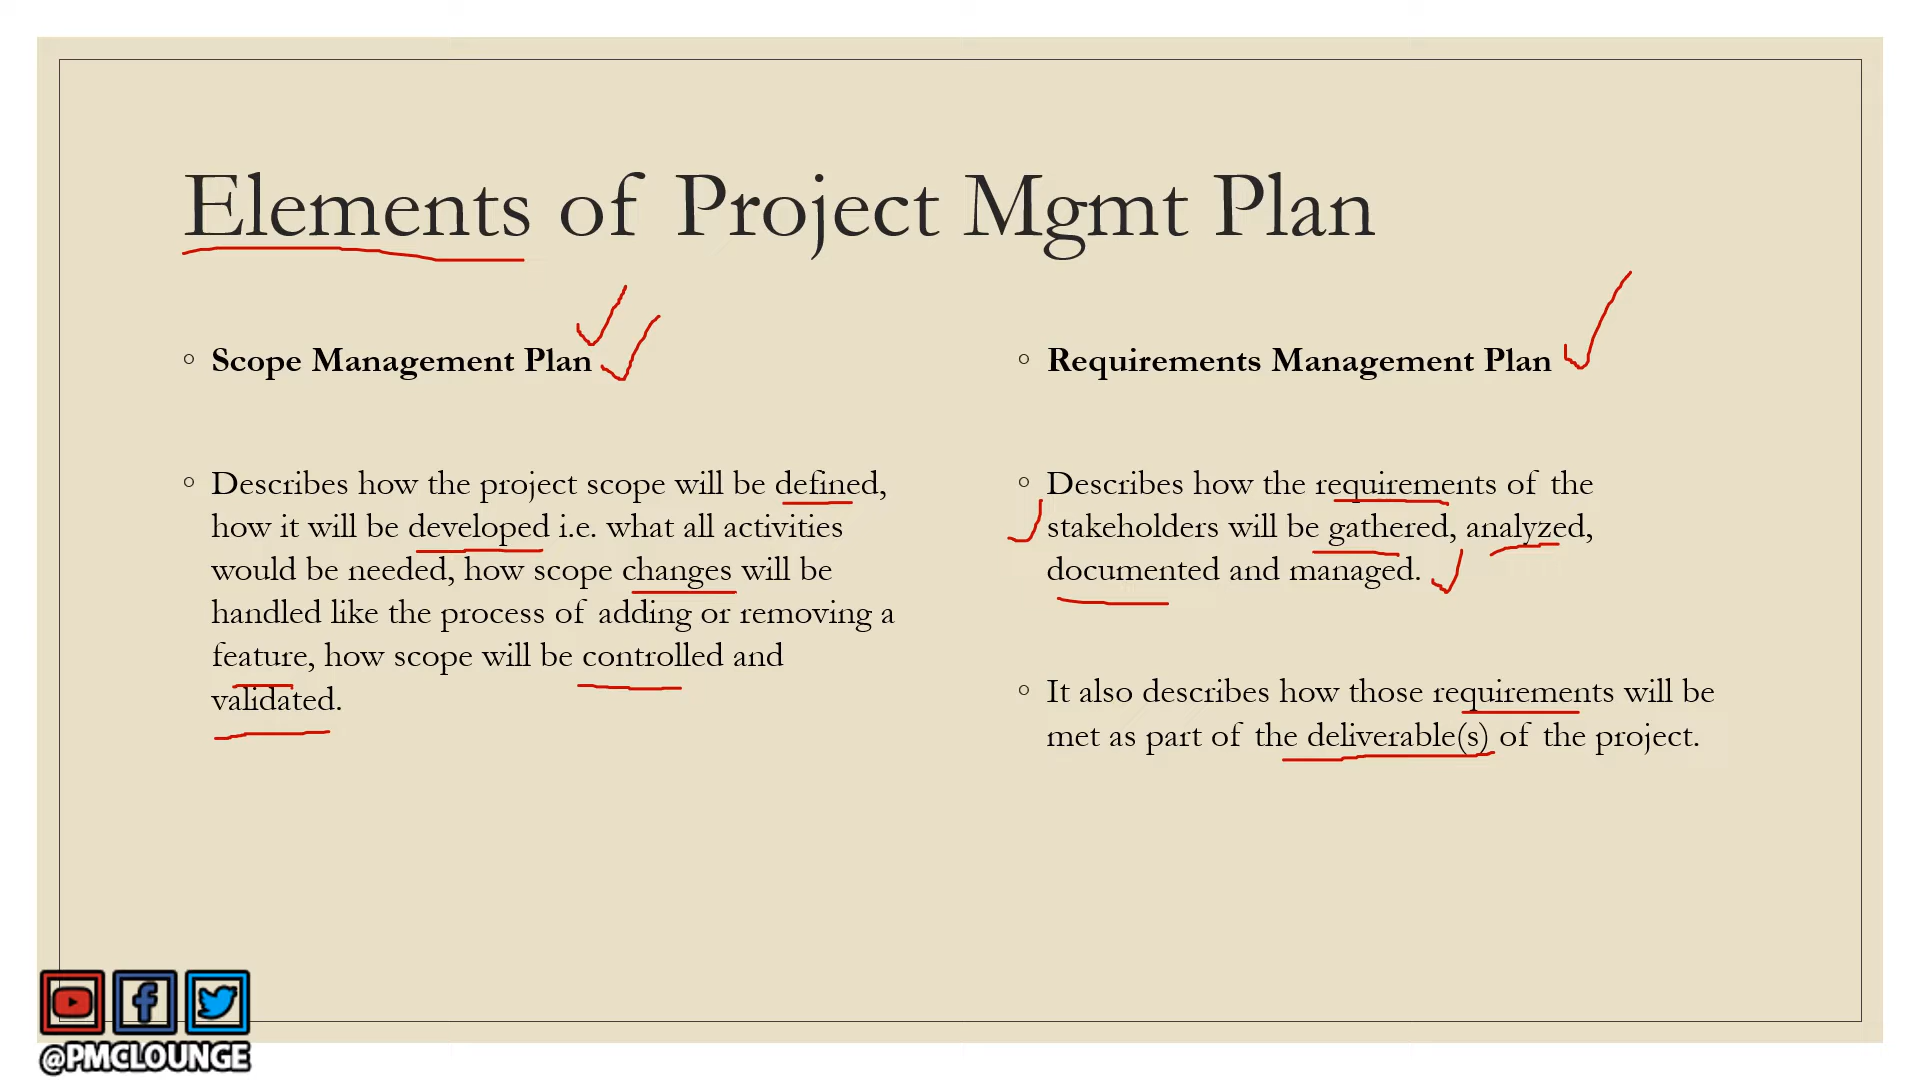 Elements of Project Mgmt Plan
◦ Scope Management Plan
◦ Describes how the project scope will be defined,
how it will be developed i.e. what all activities
would be needed, how scope changes will be
handled like the process of adding or removing a
feature, how scope will be controlled and
validated.
◦ Requirements Management Plan
◦ Describes how the requirements of the
stakeholders will be gathered, analyzed,
documented and managed.
◦ It also describes how those requirements will be
met as part of the deliverable(s) of the project.
@PMCLOUNGE